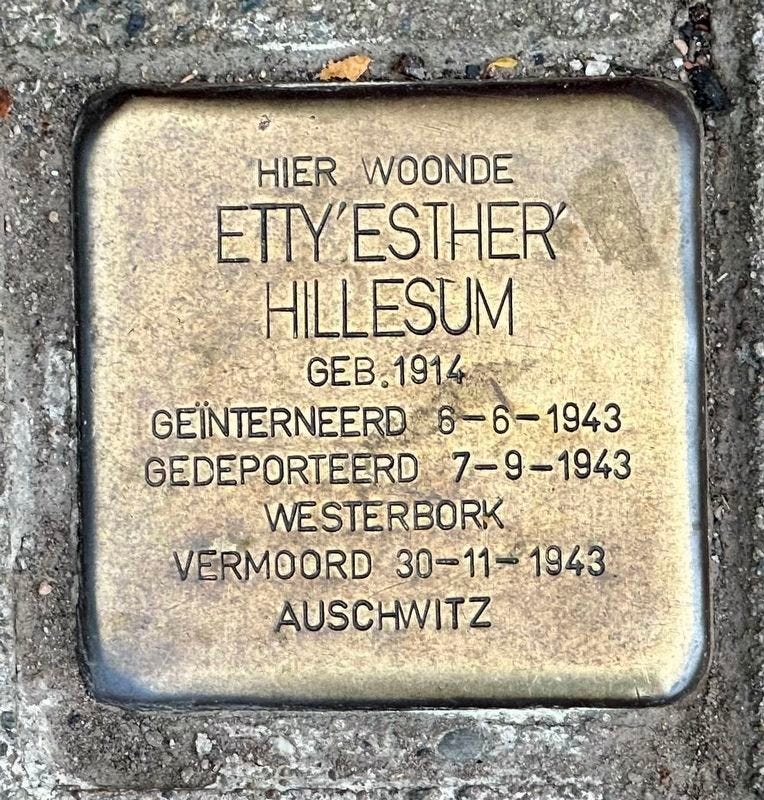 HIER WOONDE
ETTY 'ESTHER'
HILLESUM
GEB. 1914
GEÏNTERNEERD 6-6-1943
GEDEPORTEERD 7-9-1943
WESTERBORK
VERMOORD 30-11-1943
AUSCHWITZ